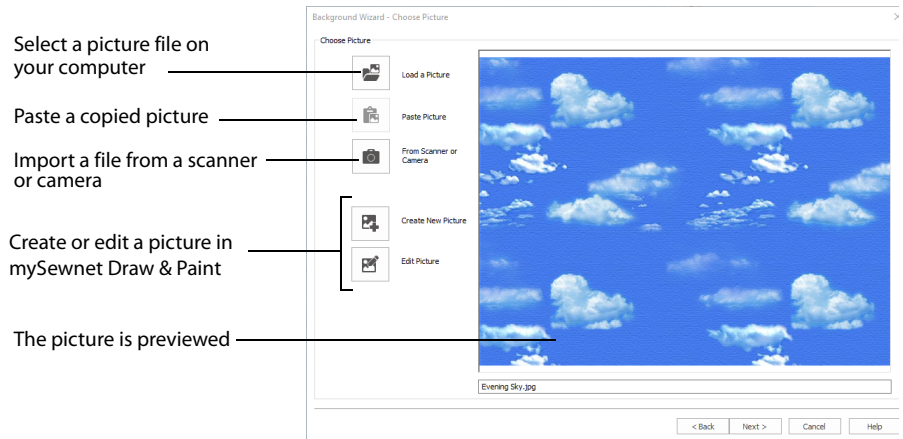 Background Wizard - Choose Picture
Choose Picture
Select a picture file on
your computer
Load a Picture
Paste a copied picture
Paste Picture
Import a file from a scanner
or camera
From Scanner or
Camera
Create or edit a picture in
mySewnet Draw & Paint
Create New Picture
Edit Picture
The picture is previewed
Evening Sky.jpg
< Back
Next >
Cancel
Help